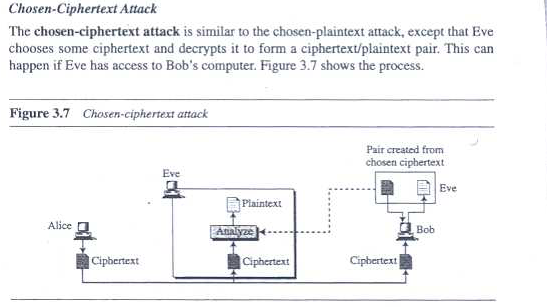 Chosen-Ciphertext Attack
The chosen-ciphertext attack is similar to the chosen-plaintext attack, except that Eve
chooses some ciphertext and decrypts it to form a ciphertext/plaintext pair. This can
happen if Eve has access to Bob's computer. Figure 3.7 shows the process.
Figure 3.7 Chosen-ciphertext attack
Pair created from
chosen ciphertext
Eve
Eve
Plaintext
Alice
Analyze
Bob
Ciphertext
Ciphertext
Ciphertext